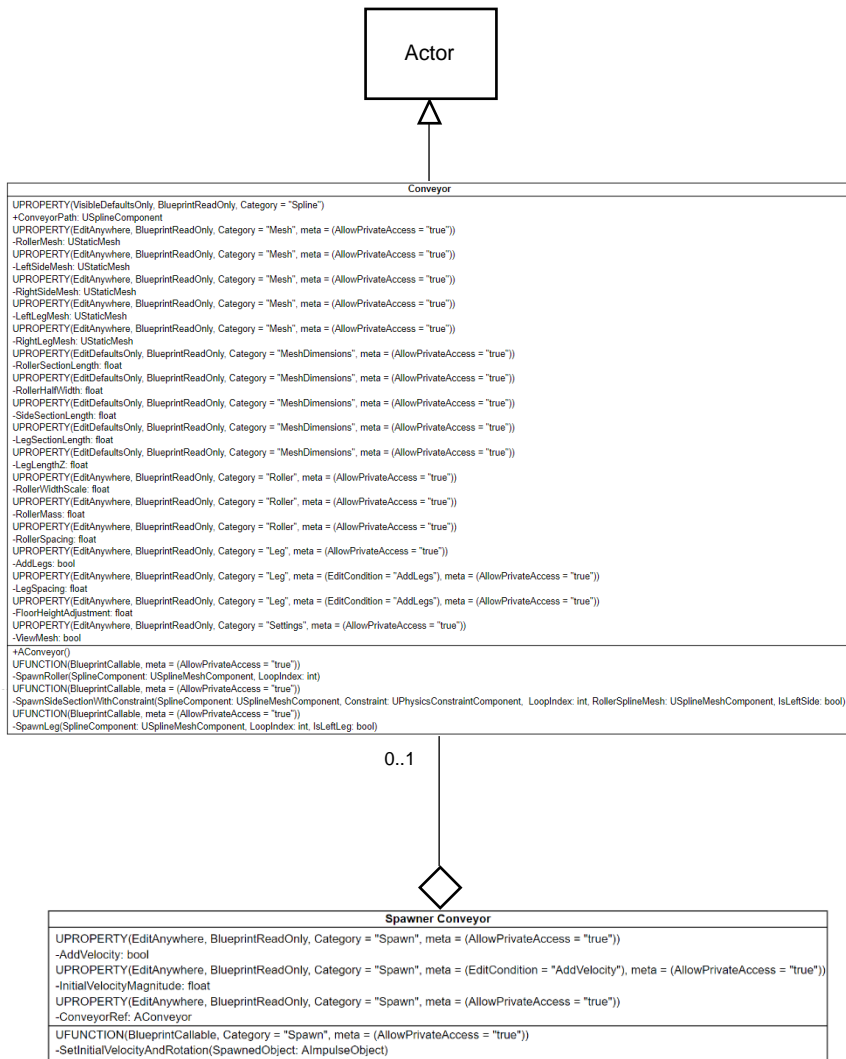 Actor
Conveyor
UPROPERTY(VisibleDefaultsOnly, BlueprintReadOnly, Category = "Spline")
+ConveyorPath: USplineComponent
UPROPERTY(EditAnywhere, BlueprintReadOnly, Category = "Mesh", meta = (AllowPrivateAccess = "true"))
-RollerMesh: UStaticMesh
UPROPERTY(EditAnywhere, BlueprintReadOnly, Category = "Mesh", meta = (AllowPrivateAccess = "true"))
-LeftSideMesh: UStaticMesh
UPROPERTY(EditAnywhere, BlueprintReadOnly, Category = "Mesh", meta = (AllowPrivateAccess = "true"))
-RightSideMesh: UStaticMesh
UPROPERTY(EditAnywhere, BlueprintReadOnly, Category = "Mesh", meta = (AllowPrivateAccess = "true"))
-LeftLegMesh: UStaticMesh
UPROPERTY(EditAnywhere, BlueprintReadOnly, Category = "Mesh", meta = (AllowPrivateAccess = "true"))
-RightLegMesh: UStaticMesh
UPROPERTY(EditDefaultsOnly, BlueprintReadOnly, Category = "MeshDimensions", meta = (AllowPrivateAccess = "true"))
-RollerSectionLength: float
UPROPERTY(EditDefaultsOnly, BlueprintReadOnly, Category = "MeshDimensions", meta = (AllowPrivateAccess = "true"))
-RollerHalfWidth: float
UPROPERTY(EditDefaultsOnly, BlueprintReadOnly, Category = "MeshDimensions", meta = (AllowPrivateAccess = "true"))
-SideSectionLength: float
UPROPERTY(EditDefaultsOnly, BlueprintReadOnly, Category = "MeshDimensions", meta = (AllowPrivateAccess = "true"))
-LegSectionLength: float
UPROPERTY(EditDefaultsOnly, BlueprintReadOnly, Category = "MeshDimensions", meta = (AllowPrivateAccess = "true"))
-LegLengthZ: float
UPROPERTY(EditAnywhere, BlueprintReadOnly, Category = "Roller", meta = (AllowPrivateAccess = "true"))
-RollerWidthScale: float
UPROPERTY(EditAnywhere, BlueprintReadOnly, Category = "Roller", meta = (AllowPrivateAccess = "true"))
-RollerMass: float
UPROPERTY(EditAnywhere, BlueprintReadOnly, Category = "Roller", meta = (AllowPrivateAccess = "true"))
-RollerSpacing: float
UPROPERTY(EditAnywhere, BlueprintReadOnly, Category = "Leg", meta = (AllowPrivateAccess = "true"))
-AddLegs: bool
UPROPERTY(EditAnywhere, BlueprintReadOnly, Category = "Leg", meta = (EditCondition = "AddLegs"), meta = (AllowPrivateAccess = "true"))
-LegSpacing: float
UPROPERTY(EditAnywhere, BlueprintReadOnly, Category = "Leg", meta = (EditCondition = "AddLegs"), meta = (AllowPrivateAccess = "true"))
-FloorHeightAdjustment: float
UPROPERTY(EditAnywhere, BlueprintReadOnly, Category = "Settings", meta = (AllowPrivateAccess = "true"))
-ViewMesh: bool
+AConveyor()
UFUNCTION(BlueprintCallable, meta = (AllowPrivateAccess = "true"))
-SpawnRoller(SplineComponent: USplineMeshComponent, LoopIndex: int)
UFUNCTION(BlueprintCallable, meta = (AllowPrivateAccess = "true"))
-SpawnSideSectionWithConstraint(SplineComponent: USplineMeshComponent, Constraint: UPhysicsConstraintComponent, LoopIndex: int, RollerSplineMesh: USplineMeshComponent, IsLeftSide: bool)
UFUNCTION(BlueprintCallable, meta = (AllowPrivateAccess = "true"))
-SpawnLeg(SplineComponent: USplineMeshComponent, LoopIndex: int, IsLeftLeg: bool)
0..1
Spawner Conveyor
UPROPERTY(EditAnywhere, BlueprintReadOnly, Category = "Spawn", meta = (AllowPrivateAccess = "true"))
-AddVelocity: bool
UPROPERTY(EditAnywhere, BlueprintReadOnly, Category = "Spawn", meta = (EditCondition = "AddVelocity"), meta = (AllowPrivateAccess = "true"))
-InitialVelocityMagnitude: float
UPROPERTY(EditAnywhere, BlueprintReadOnly, Category = "Spawn", meta = (AllowPrivateAccess = "true"))
-ConveyorRef: AConveyor
UFUNCTION(BlueprintCallable, Category = "Spawn", meta = (AllowPrivateAccess = "true"))
-SetInitialVelocityAndRotation(SpawnedObject: AImpulseObject)